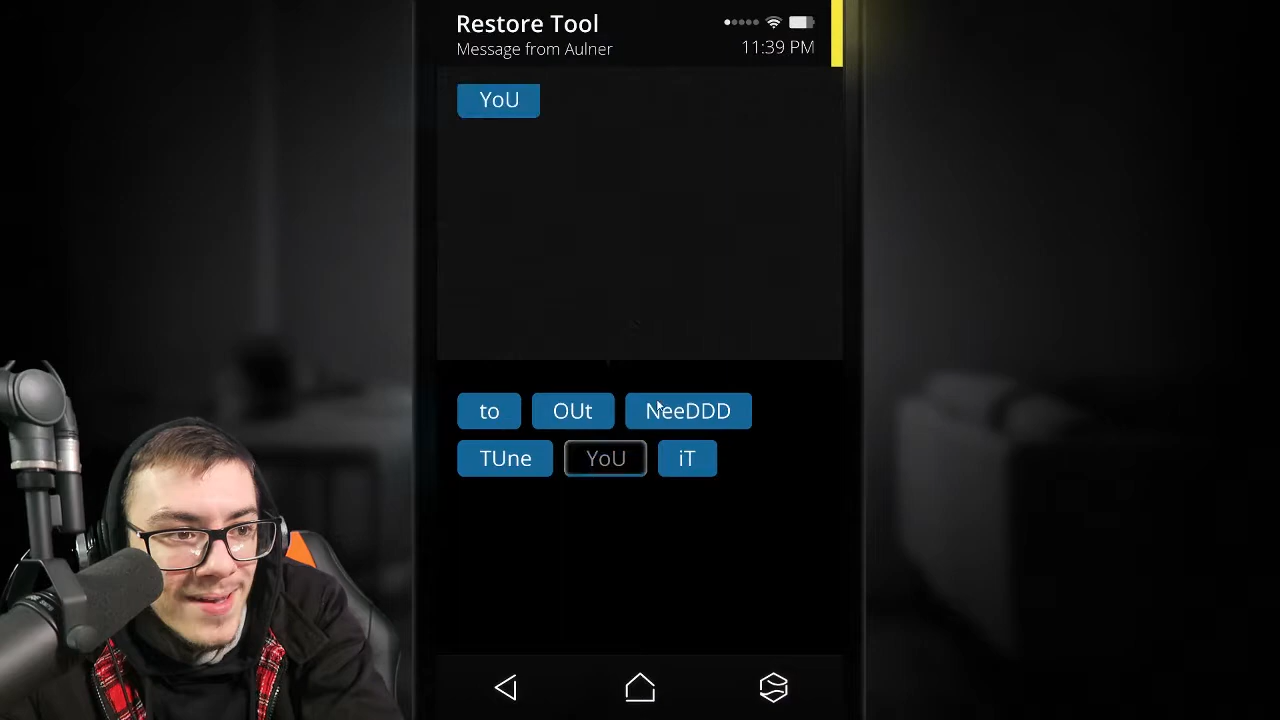 Restore Tool
Message from Aulner
11:39 PM
YoU
to OUt NeeDDD
TUne YoU iT